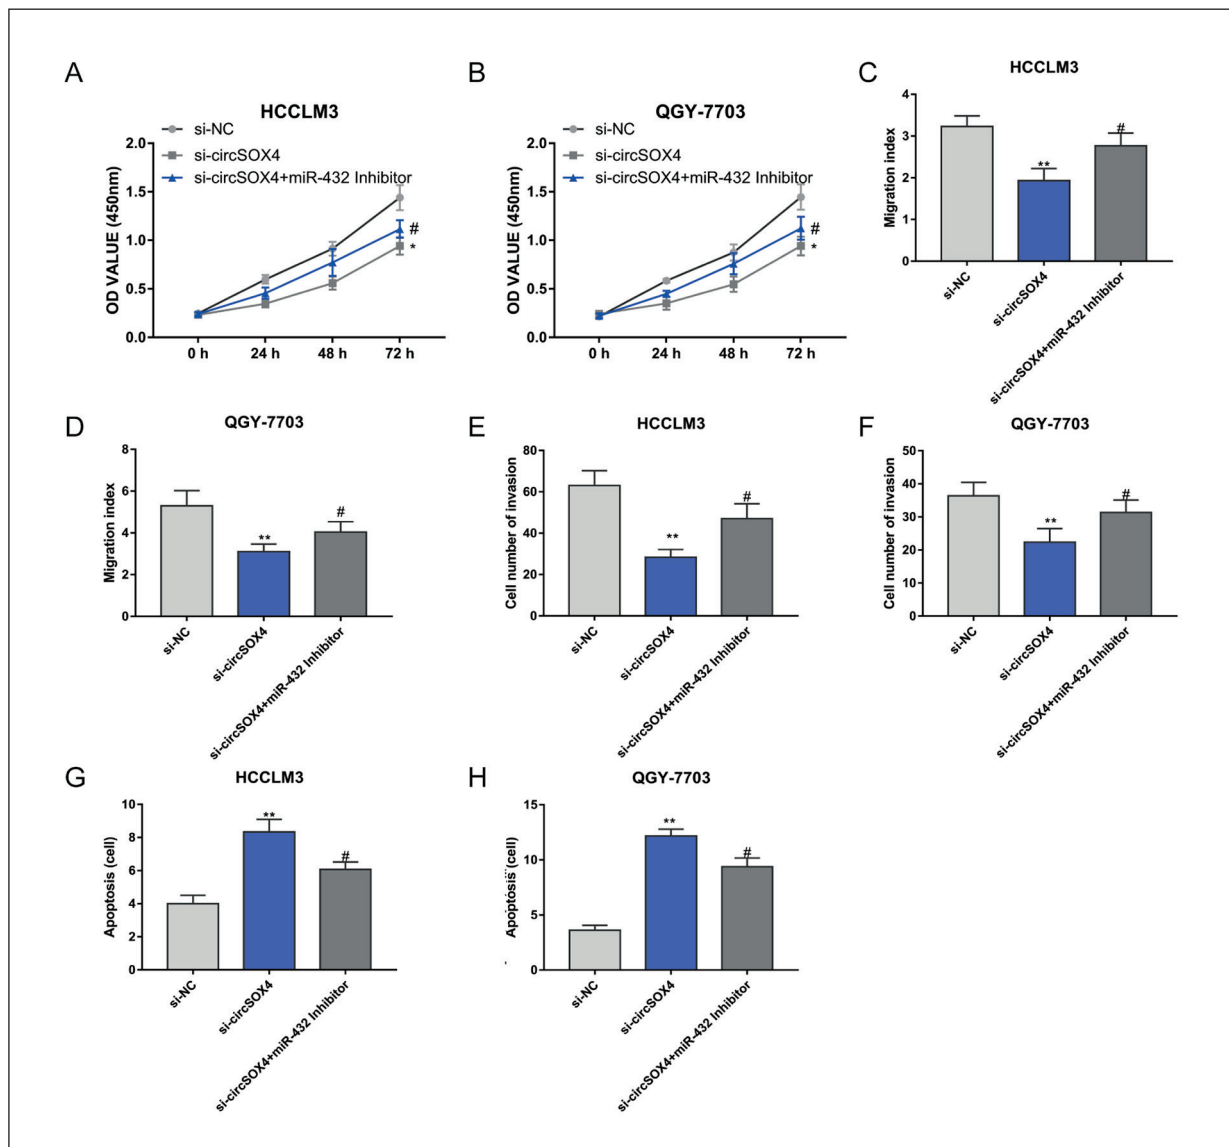 A
HCCLM3
si-NC
si-circSOX4
si-circSOX4+miR-432 Inhibitor
OD VALUE (450nm)
2.0
1.5
1.0
0.5
0.0
#
*
0 h 24 h 48 h 72 h
B
QGY-7703
si-NC
si-circSOX4
si-circSOX4+miR-432 Inhibitor
OD VALUE (450nm)
2.0
1.5
1.0
0.5
0.0
#
*
0 h 24 h 48 h 72 h
C
HCCLM3
Migration index
4
3
2
1
0
**
#
si-NC
si-circSOX4
si-circSOX4+miR-432 Inhibitor
D
QGY-7703
Migration index
8
6
4
2
0
**
#
si-NC
si-circSOX4
si-circSOX4+miR-432 Inhibitor
E
HCCLM3
Cell number of invasion
80
60
40
20
0
**
#
si-NC
si-circSOX4
si-circSOX4+miR-432 Inhibitor
F
QGY-7703
Cell number of invasion
50
40
30
20
10
0
**
#
si-NC
si-circSOX4
si-circSOX4+miR-432 Inhibitor
G
HCCLM3
Apoptosis (cell)
10
8
6
4
2
0
**
#
si-NC
si-circSOX4
si-circSOX4+miR-432 Inhibitor
H
QGY-7703
Apoptosis (cell)
15
10
5
0
**
#
si-NC
si-circSOX4
si-circSOX4+miR-432 Inhibitor